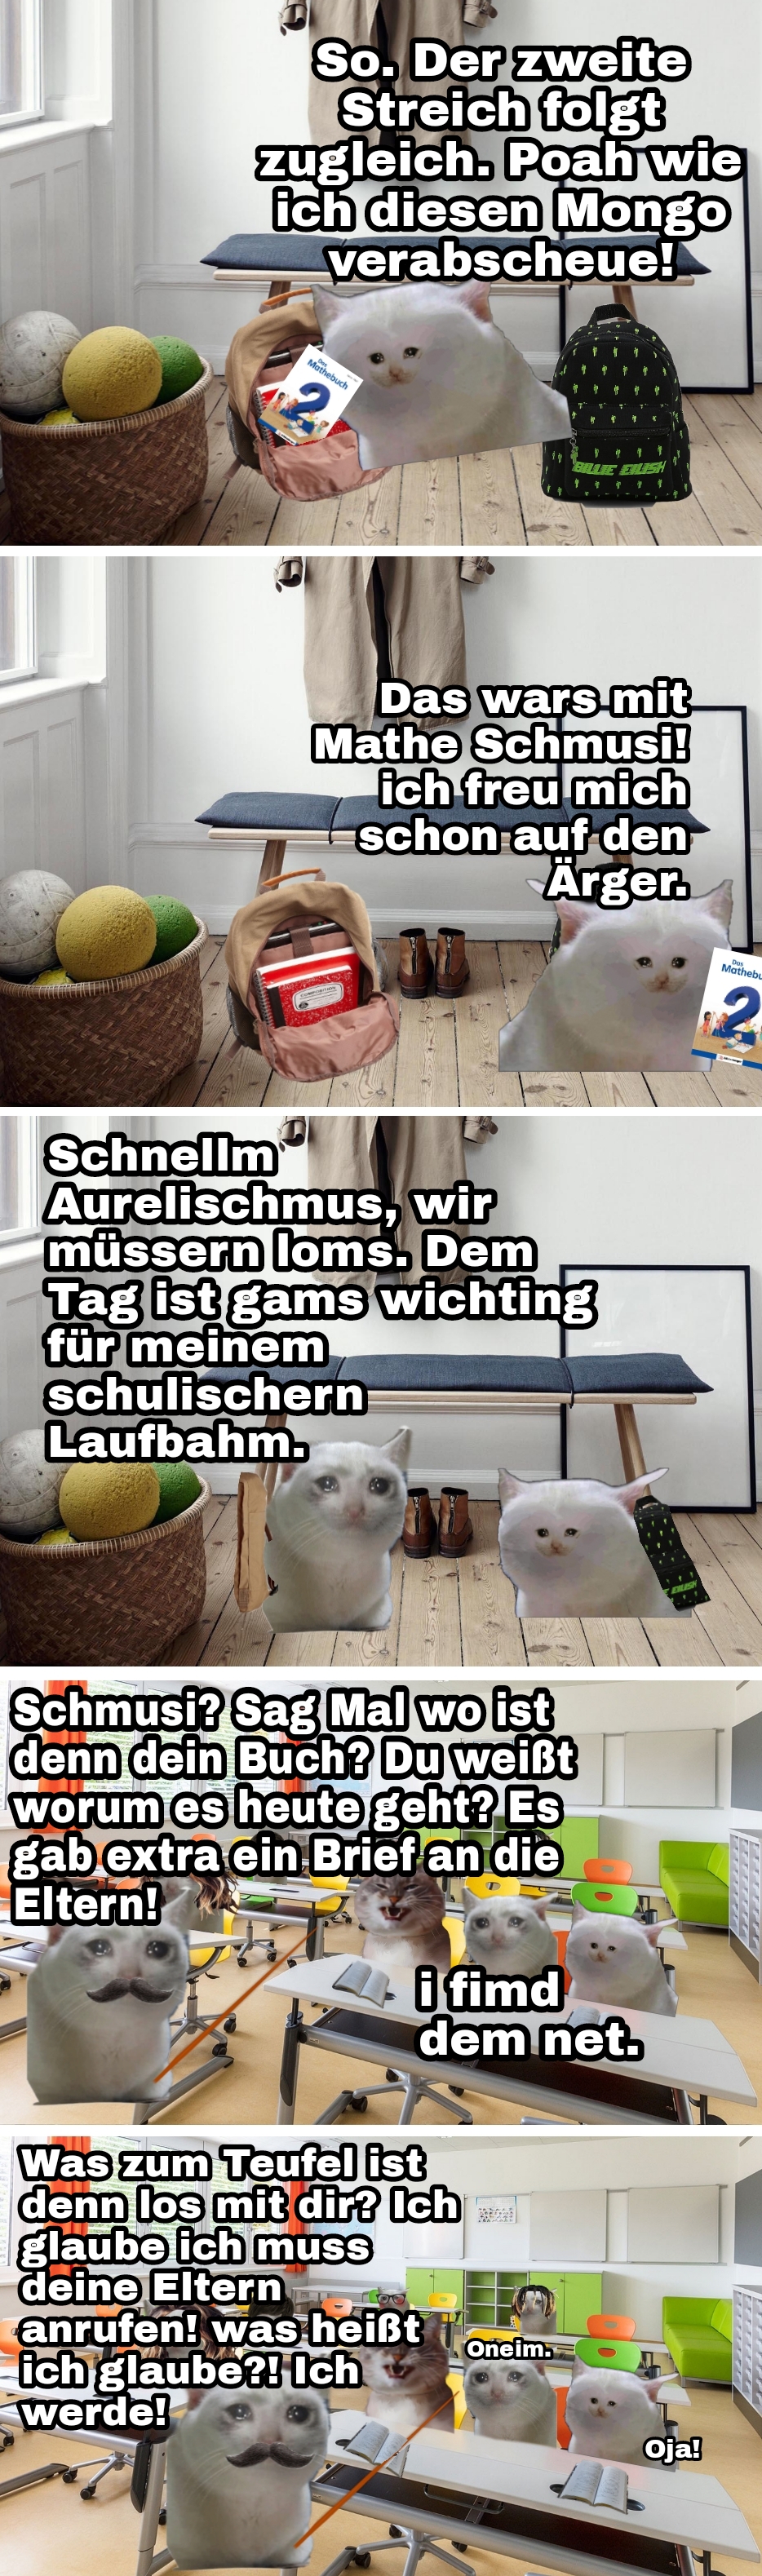 So. Der zweite
Streich folgt
zugleich. Poah wie
ich diesen Mongo
verabscheue!
Das
Mathebuch
2
BILLIE EILISH
Das wars mit
Mathe Schmusi!
ich freu mich
schon auf den
Ärger.
Das
Mathebu
2
Schnellm
Aurelischmus, wir
müssern loms. Dem
Tag ist gams wichting
für meinem
schulischern
Laufbahm.
E EILISH
Schmusi? Sag Mal wo ist
denn dein Buch? Du weißt
worum es heute geht? Es
gab extra ein Brief an die
Eltern!
i fimd
dem net.
Was zum Teufel ist
denn los mit dir? Ich
glaube ich muss
deine Eltern
anrufen! was heißt
ich glaube?! Ich
werde!
Oneim.
Oja!